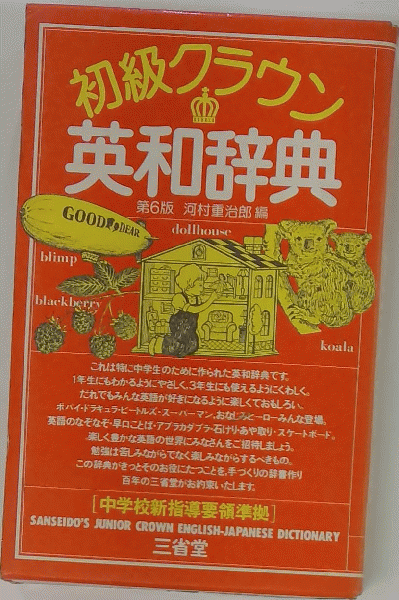 初級クラウン
英和辞典
第6版 河村重治郎 編
GOOD DEAR
dollhouse
blimp
blackberry
koala
これは特に中学生のために作られた英和辞典です。
1年生にもわかるようにやさしく、3年生にも使えるようにくわしく。
だれでもみんな英語が好きになるように楽しくておもしろい。
ポパイ・ドラキュラ・ビートルズ・スーパーマン、おなじみヒーローみんな登場。
英語のなぞなぞ・早口ことば・アブラカダブラ・石けり・あや取り・スケートボード。
楽しく豊かな英語の世界にみなさんをご招待しましょう。
勉強は苦しみながらでなく楽しみながらするべきもの。
この辞典がきっとそのお役にたつことを、手づくりの辞書作り
百年の三省堂がお約束いたします。
[中学校新指導要領準拠]
SANSEIDO'S JUNIOR CROWN ENGLISH-JAPANESE DICTIONARY
三省堂